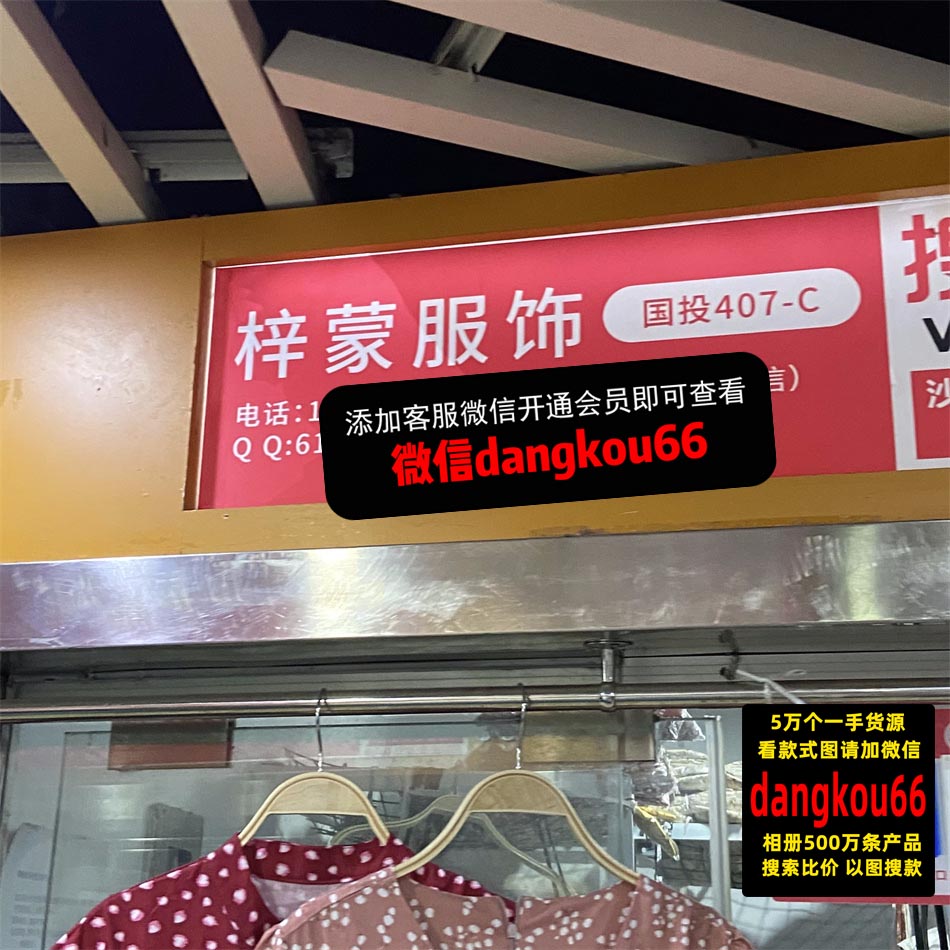 梓蒙服饰
国投407-C
电话:1
信）
Q Q:61
添加客服微信开通会员即可查看
微信dangkou66
5万个一手货源
看款式图请加微信
dangkou66
相册500万条产品
搜索比价 以图搜款